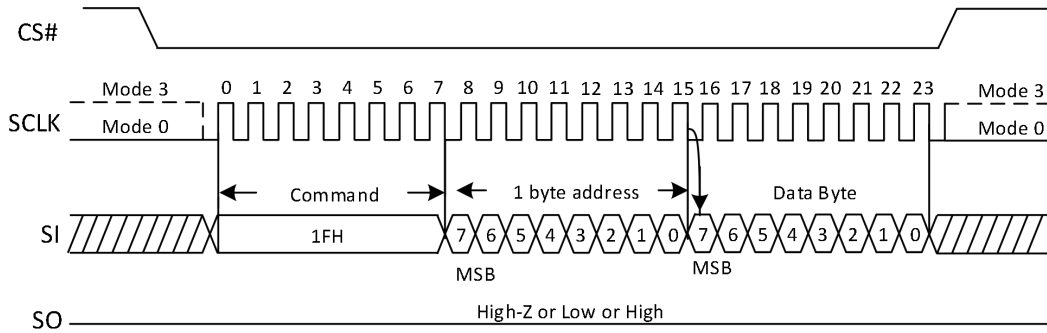 CS#
0 1 2 3 4 5 6 7 8 9 10 11 12 13 14 15 16 17 18 19 20 21 22 23
Mode 3 Mode 3
SCLK Mode 0 Mode 0
Command 1 byte address Data Byte
SI 1FH 7 6 5 4 3 2 1 0 7 6 5 4 3 2 1 0
MSB MSB
High-Z or Low or High
SO